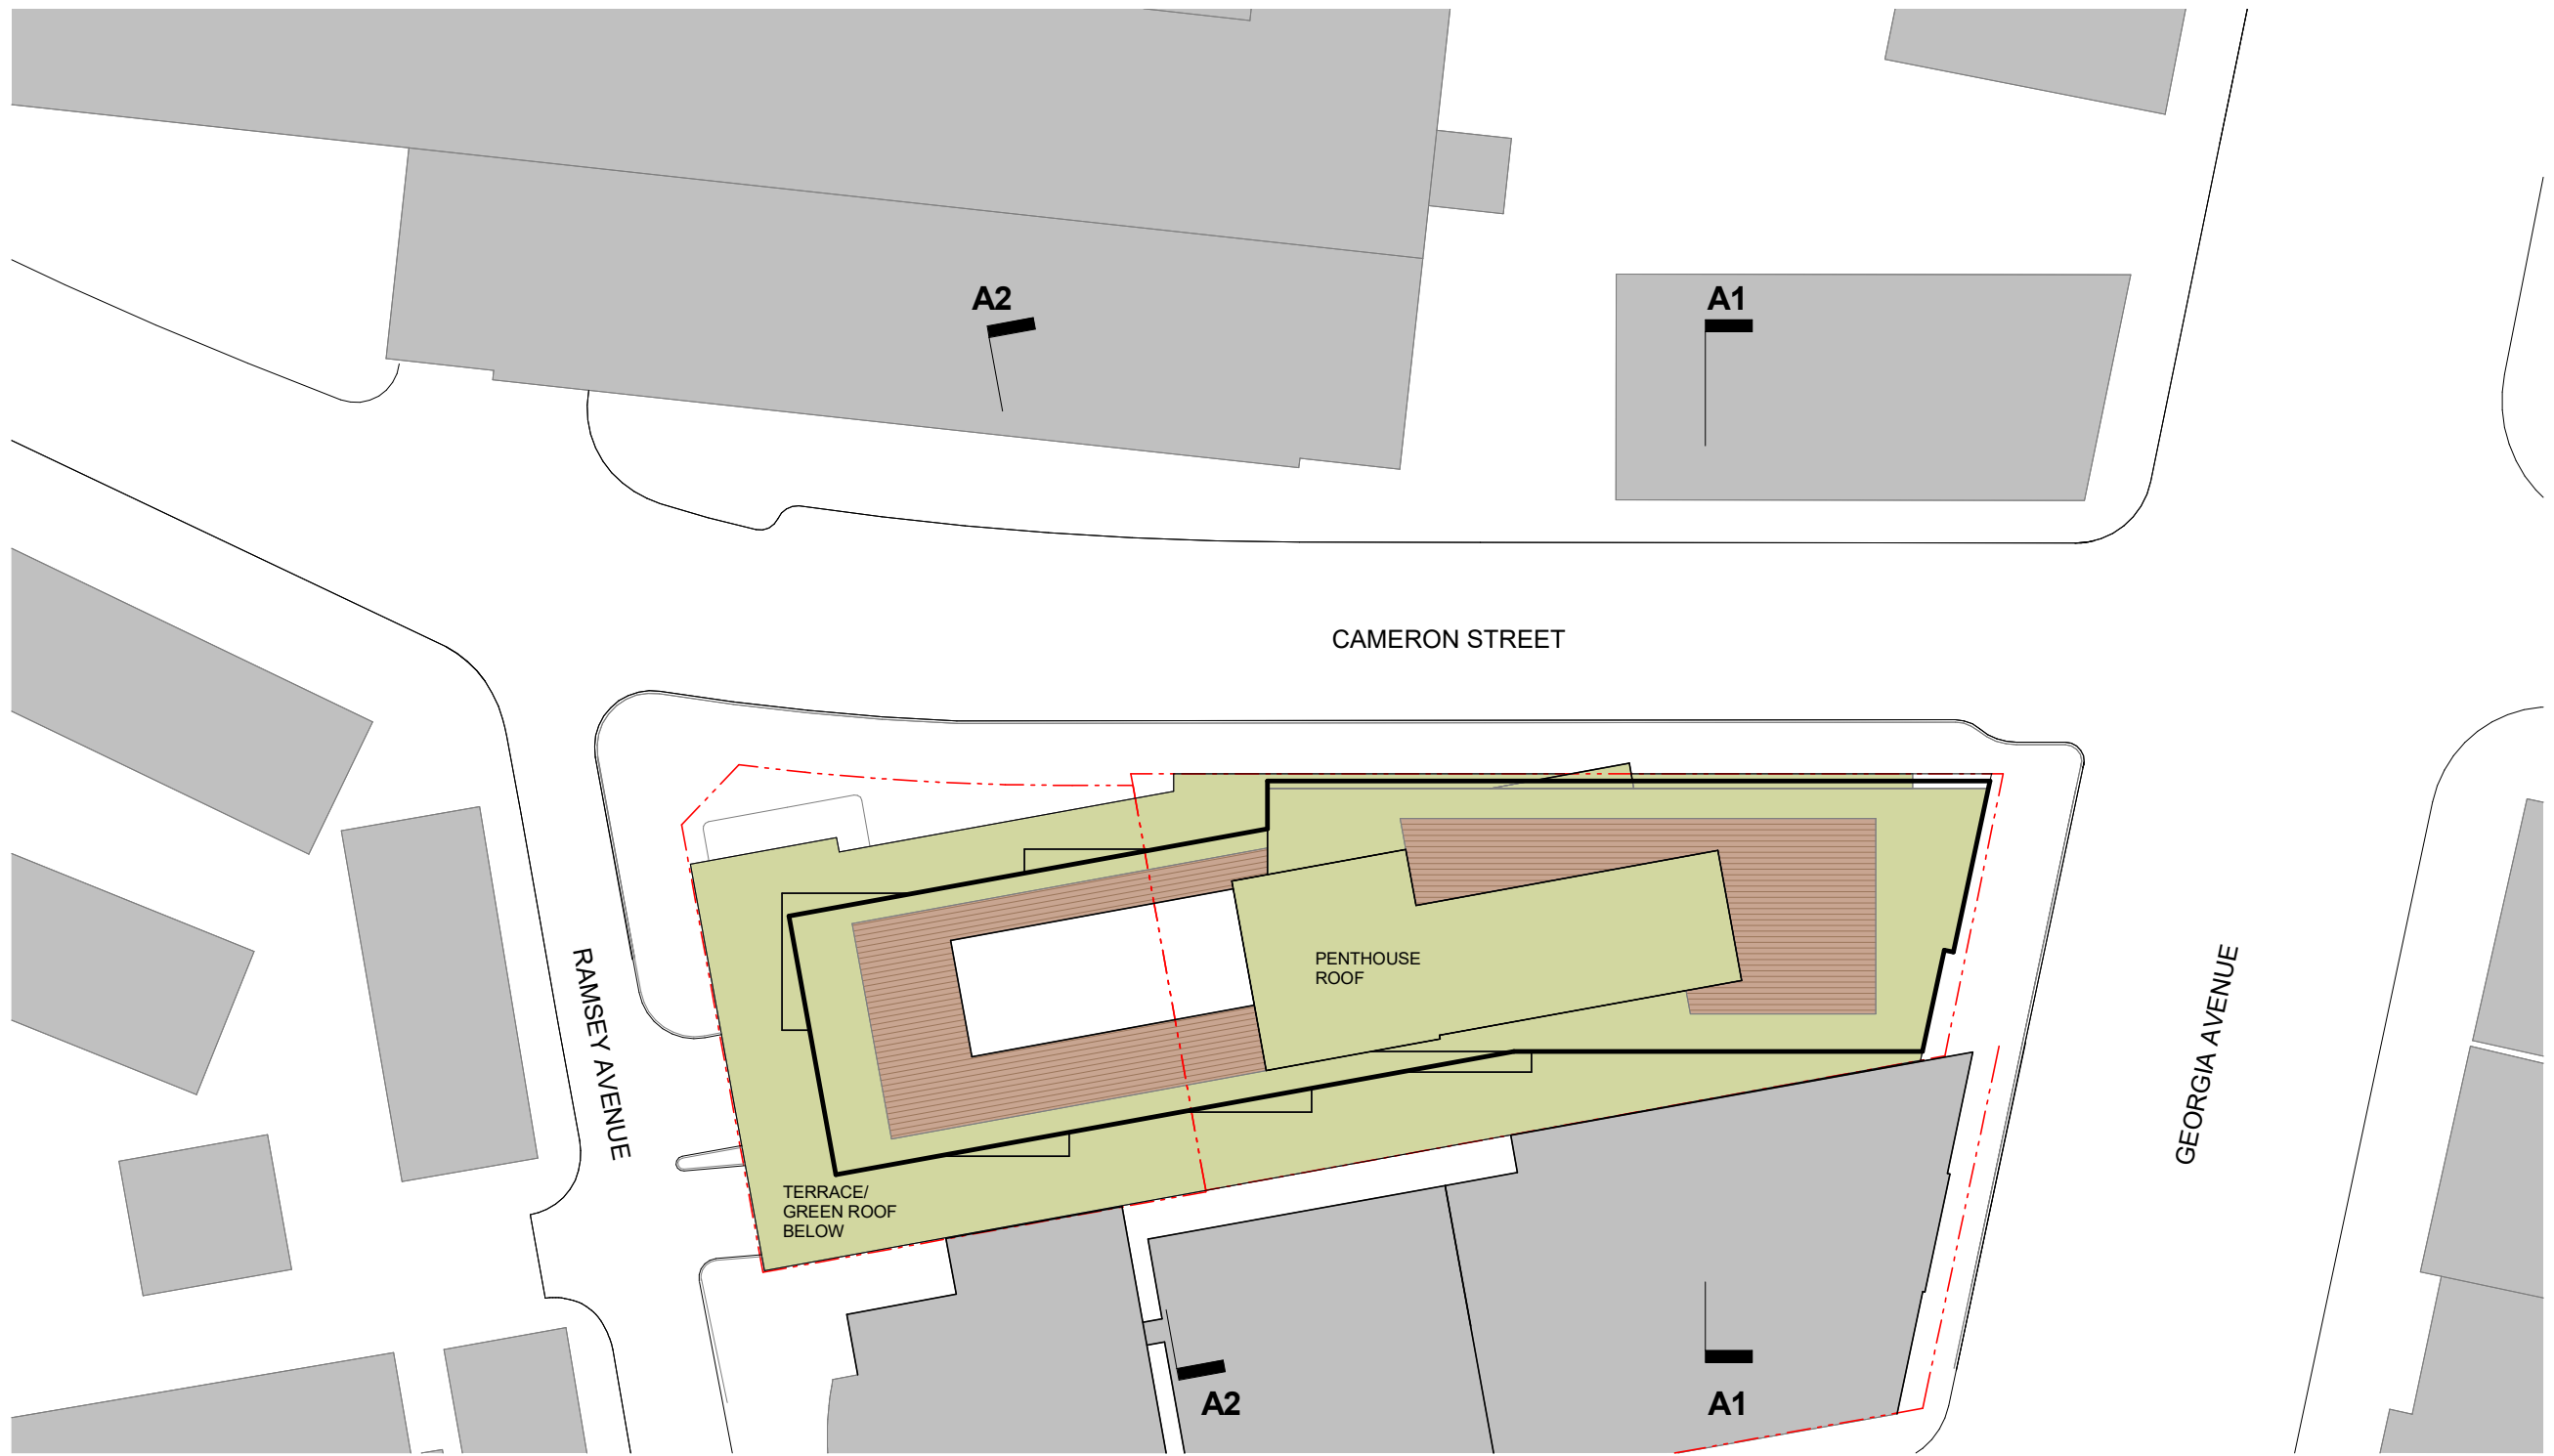 A2
A1
CAMERON STREET
RAMSEY AVENUE
PENTHOUSE
ROOF
GEORGIA AVENUE
TERRACE/
GREEN ROOF
BELOW
A2
A1